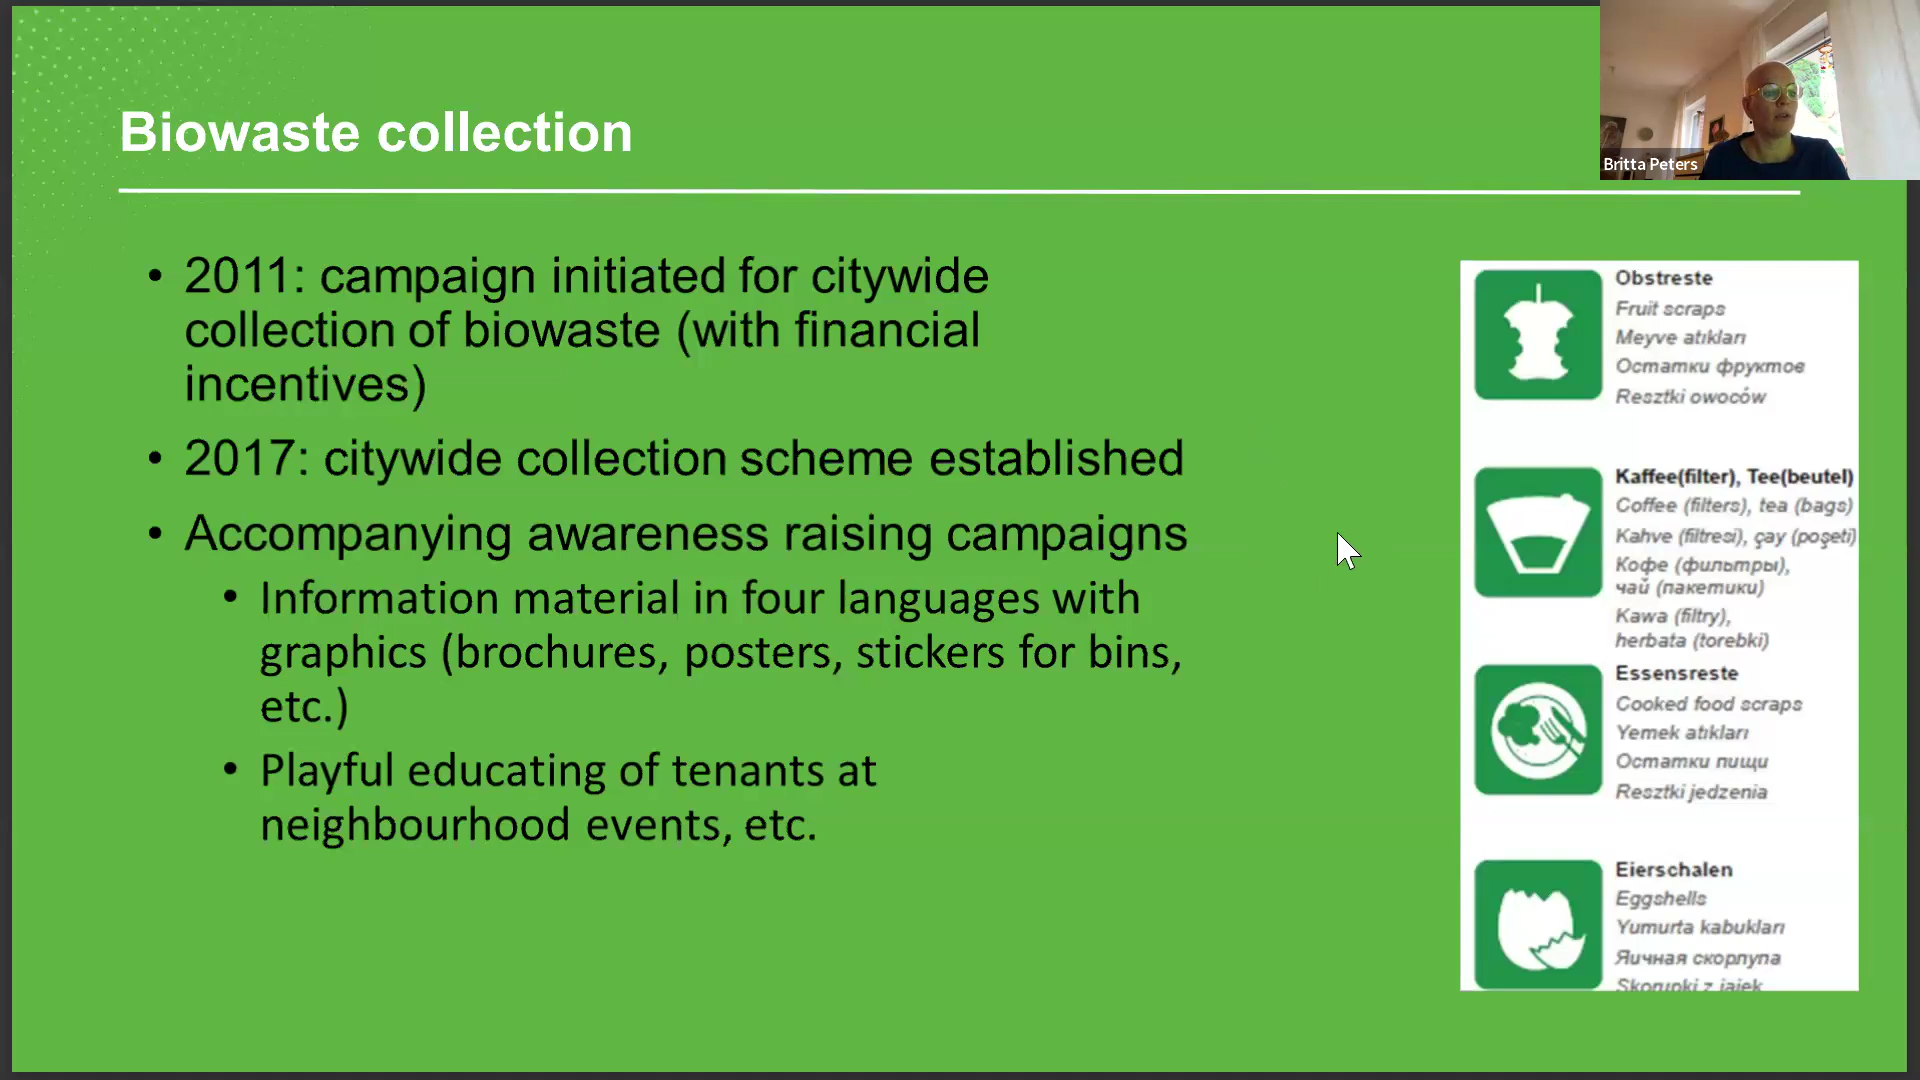 Biowaste collection
Britta Peters
• 2011: campaign initiated for citywide
collection of biowaste (with financial
incentives)
• 2017: citywide collection scheme established
• Accompanying awareness raising campaigns
• Information material in four languages with
graphics (brochures, posters, stickers for bins,
etc.)
• Playful educating of tenants at
neighbourhood events, etc.
Obstreste
Fruit scraps
Meyve atıkları
Остатки фруктов
Resztki owoców
Kaffee(filter), Tee(beutel)
Coffee (filters), tea (bags)
Kahve (filtresi), çay (poşeti)
Кофе (фильтры),
чай (пакетики)
Kawa (filtry),
herbata (torebki)
Essensreste
Cooked food scraps
Yemek atıkları
Остатки пищи
Resztki jedzenia
Eierschalen
Eggshells
Yumurta kabukları
Яичная скорлупа
Skorupki z jajek